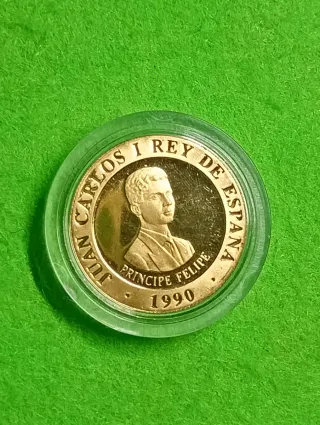 JUAN CARLOS I REY DE ESPAÑA
PRINCIPE FELIPE
· 1990 ·